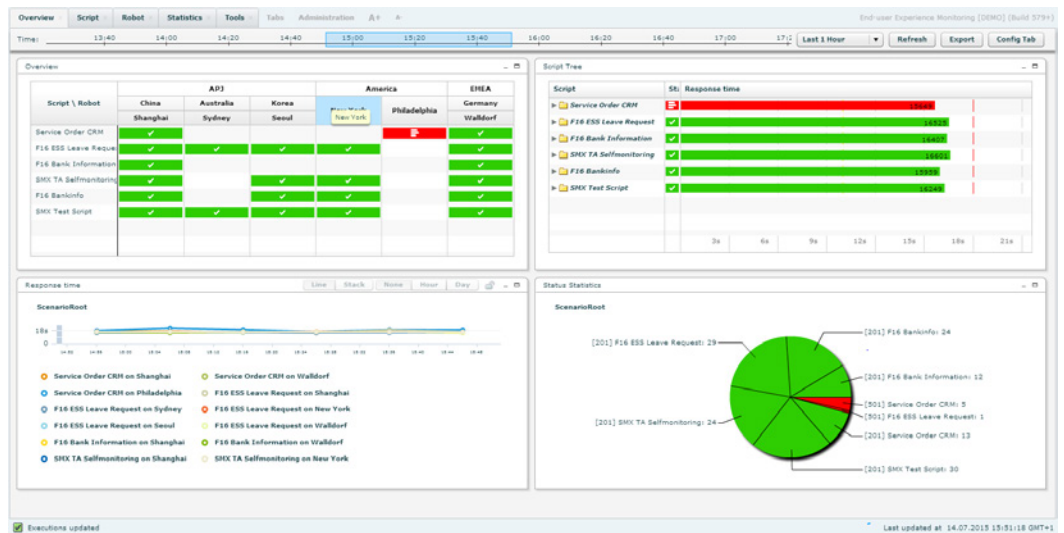 Overview Script Robot Statistics Tools Tabs Administration A+ A-
End-user Experience Monitoring [DEMO] (Build 579+)
Time: 13:40 14:00 14:20 14:40 15:00 15:20 15:40 16:00 16:20 16:40 17:00 17:2 Last 1 Hour Refresh Export Config Tab
Overview
APJ America EMEA
Script \ Robot China Australia Korea New York Philadelphia Germany
Shanghai Sydney Seoul New York Walldorf
Service Order CRM
F16 ESS Leave Reque
F16 Bank Information
SMX TA Selfmonitoring
F16 Bankinfo
SMX Test Script
Script Tree
Script St: Response time
Service Order CRM
F16 ESS Leave Request 16525
F16 Bank Information 16407
SMX TA Selfmonitoring 16601
F16 Bankinfo 15959
SMX Test Script 16249
3s 6s 9s 12s 15s 18s 21s
Response time Line Stack None Hour Day
ScenarioRoot
18s
0
Service Order CRM on Shanghai Service Order CRM on Walldorf
Service Order CRM on Philadelphia F16 ESS Leave Request on Shanghai
F16 ESS Leave Request on Sydney F16 ESS Leave Request on New York
F16 ESS Leave Request on Seoul F16 ESS Leave Request on Walldorf
F16 Bank Information on Shanghai F16 Bank Information on Walldorf
SMX TA Selfmonitoring on Shanghai SMX TA Selfmonitoring on New York
Status Statistics
ScenarioRoot
[201] F16 Bankinfo: 24
[201] F16 ESS Leave Request: 29
[201] F16 Bank Information: 12
[501] Service Order CRM: 5
[501] F16 ESS Leave Request: 1
[201] SMX TA Selfmonitoring: 24
[201] Service Order CRM: 13
[201] SMX Test Script: 30
Executions updated
Last updated at 14.07.2015 15:51:18 GMT+1